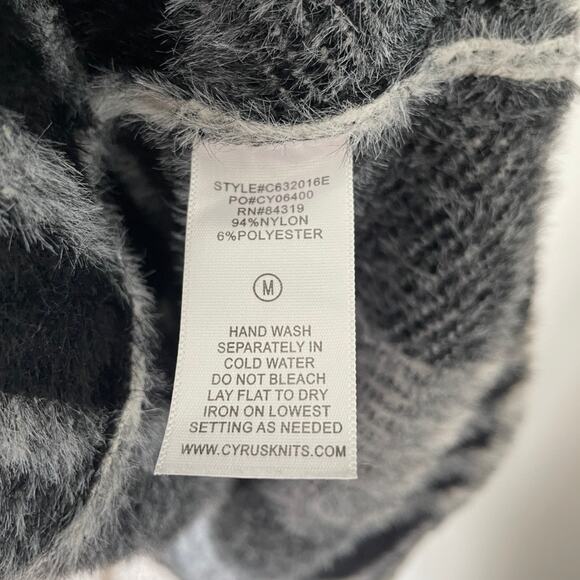 STYLE#C632016E
PO#CY06400
RN#84319
94%NYLON
6%POLYESTER
M
HAND WASH
SEPARATELY IN
COLD WATER
DO NOT BLEACH
LAY FLAT TO DRY
IRON ON LOWEST
SETTING AS NEEDED
WWW.CYRUSKNITS.COM